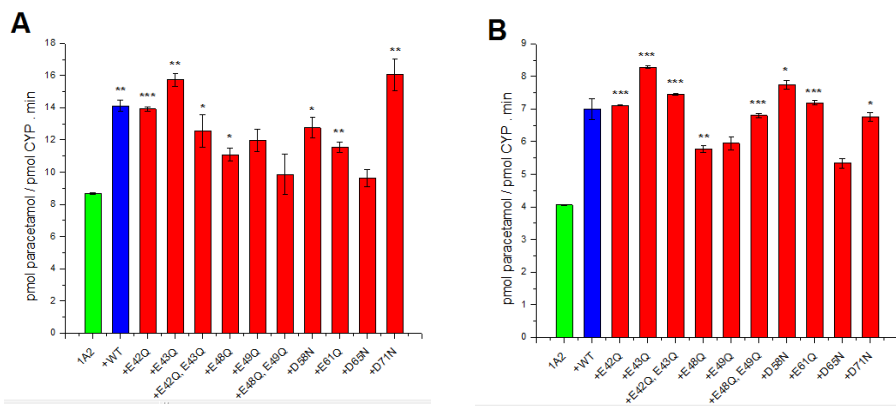 A
pmol paracetamol / pmol CYP . min
18
16
14
12
10
8
6
4
2
0
** *** ** * * * ** **
1A2
+WT
+E42Q
+E43Q
+E42Q, E43Q
+E48Q
+E49Q
+E48Q, E49Q
+D58N
+E61Q
+D65N
+D71N
B
pmol paracetamol / pmol CYP . min
9
8
7
6
5
4
3
2
1
0
*** *** *** ** *** * *** *
1A2
+WT
+E42Q
+E43Q
+E42Q, E43Q
+E48Q
+E49Q
+E48Q, E49Q
+D58N
+E61Q
+D65N
+D71N